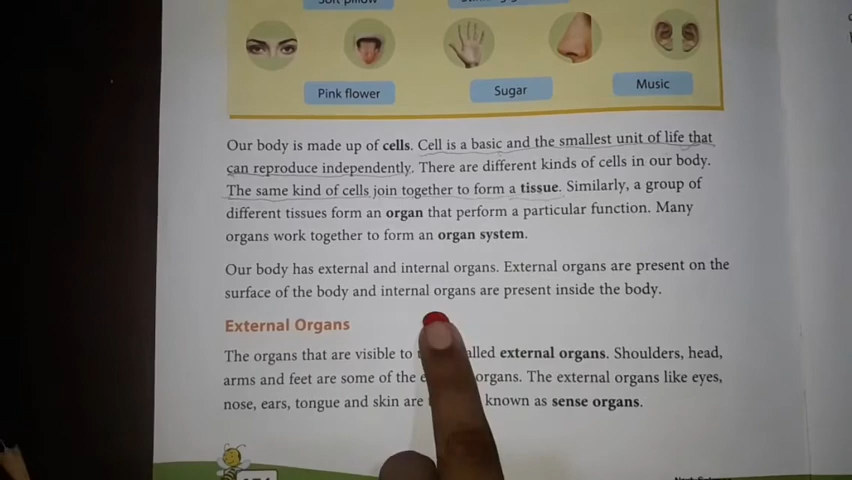 Pink flower
Sugar
Music
Our body is made up of cells. Cell is a basic and the smallest unit of life that
can reproduce independently. There are different kinds of cells in our body.
The same kind of cells join together to form a tissue. Similarly, a group of
different tissues form an organ that perform a particular function. Many
organs work together to form an organ system.
Our body has external and internal organs. External organs are present on the
surface of the body and internal organs are present inside the body.
External Organs
The organs that are visible to called external organs. Shoulders, head,
arms and feet are some of the organs. The external organs like eyes,
nose, ears, tongue and skin are known as sense organs.